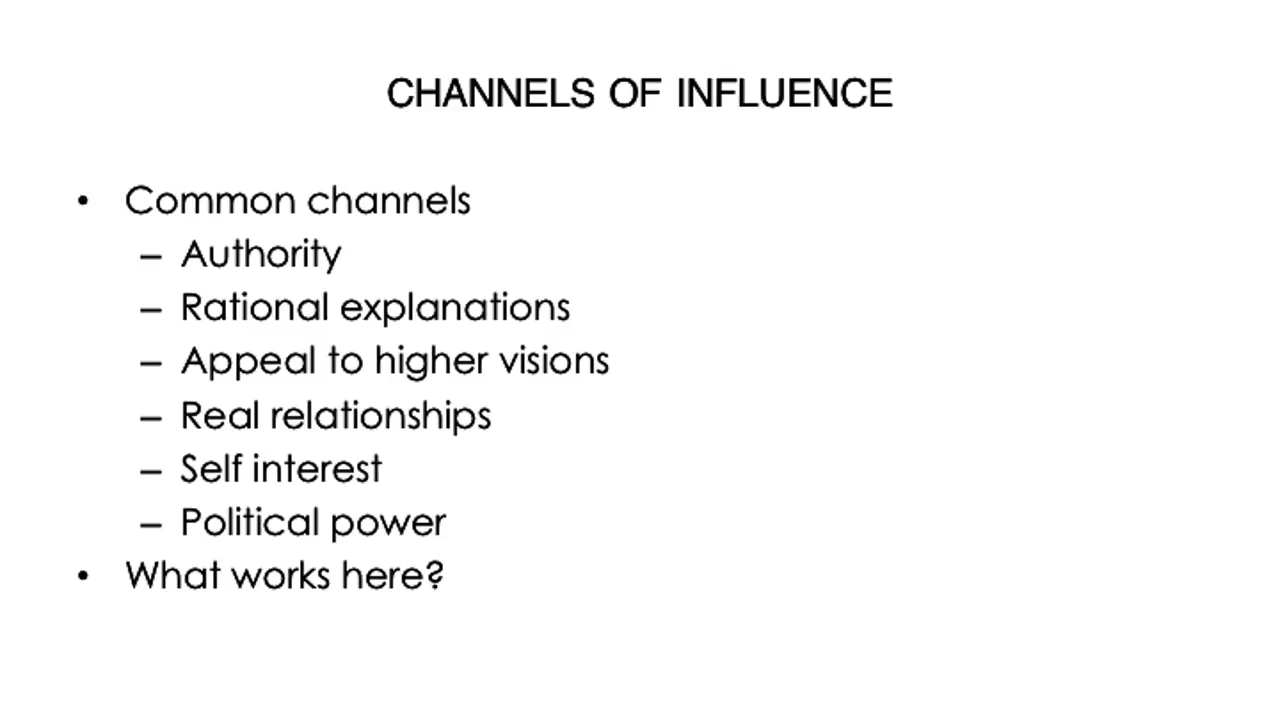 CHANNELS OF INFLUENCE
• Common channels
– Authority
– Rational explanations
– Appeal to higher visions
– Real relationships
– Self interest
– Political power
• What works here?